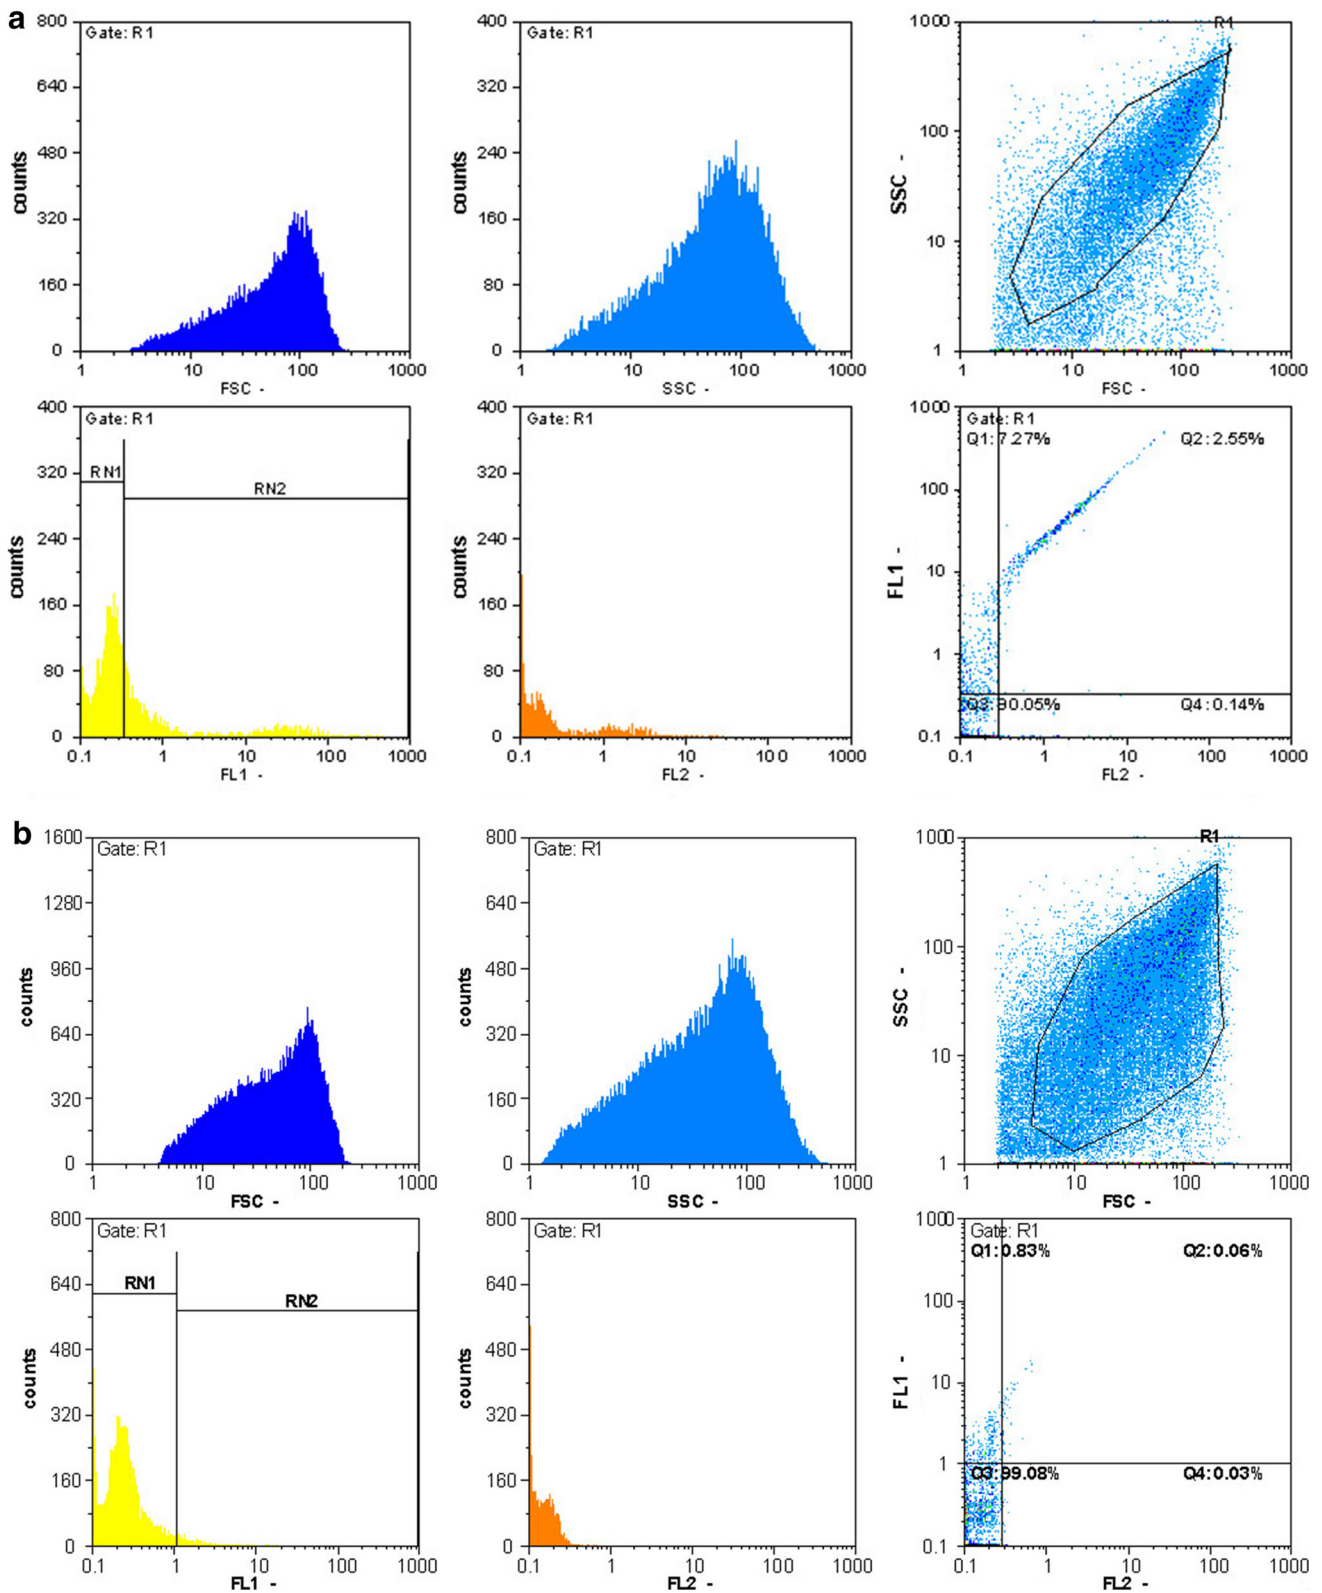 a
800
640
480
320
160
0
counts
Gate: R1
1 10 100 1000
FSC -
400
320
240
160
80
0
counts
Gate: R1
1 10 100 1000
SSC -
1000
100
10
1
SSC -
R1
1 10 100 1000
FSC -
400
320
240
160
80
0
counts
Gate: R1
RN1
RN2
0.1 1 10 100 1000
FL1 -
400
320
240
160
80
0
counts
Gate: R1
0.1 1 10 100 1000
FL2 -
1000
100
10
1
0.1
FL1 -
Gate: R1
Q1:7.27% Q2:2.55%
Q3:90.05% Q4:0.14%
0.1 1 10 100 1000
FL2 -
b
1600
1280
960
640
320
0
counts
Gate: R1
1 10 100 1000
FSC -
800
640
480
320
160
0
counts
Gate: R1
1 10 100 1000
SSC -
1000
100
10
1
SSC -
R1
1 10 100 1000
FSC -
800
640
480
320
160
0
counts
Gate: R1
RN1
RN2
0.1 1 10 100 1000
FL1 -
800
640
480
320
160
0
counts
Gate: R1
0.1 1 10 100 1000
FL2 -
1000
100
10
1
0.1
FL1 -
Gate: R1
Q1:0.83% Q2:0.06%
Q3:99.08% Q4:0.03%
0.1 1 10 100 1000
FL2 -